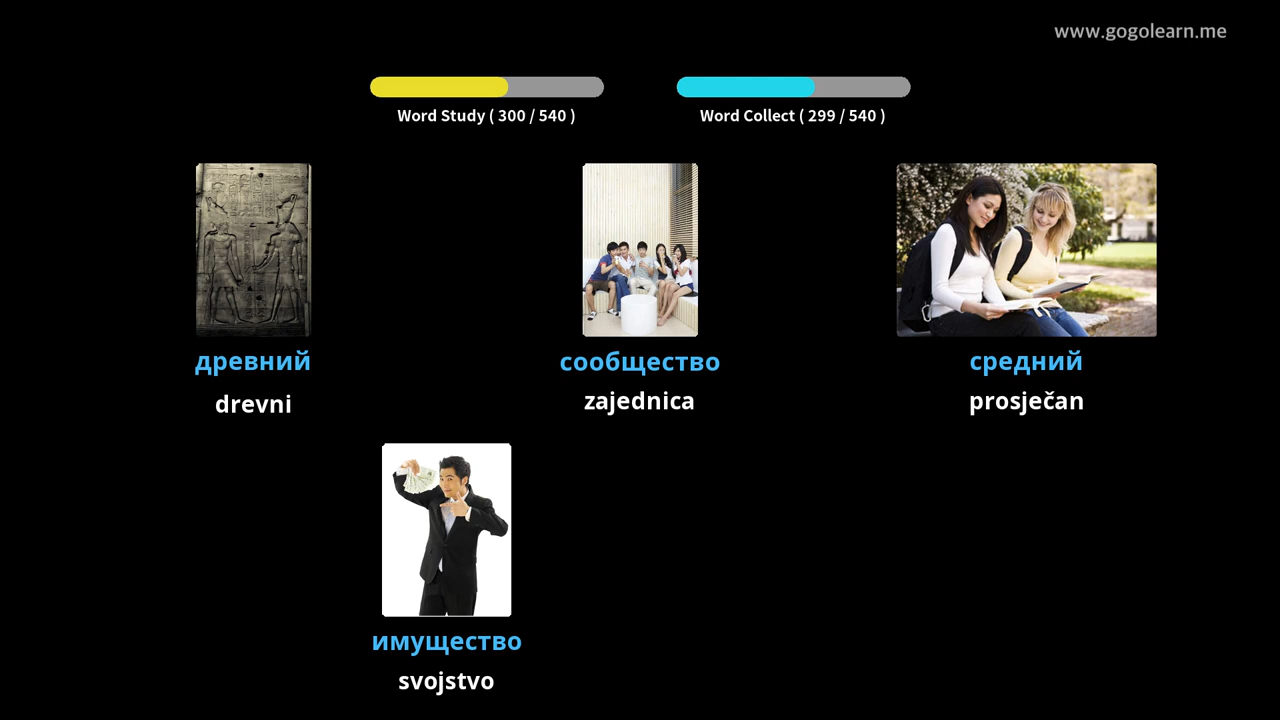 www.gogolearn.me
Word Study ( 300 / 540 )
Word Collect ( 299 / 540 )
древний
сообщество
средний
drevni
zajednica
prosječan
имущество
svojstvo